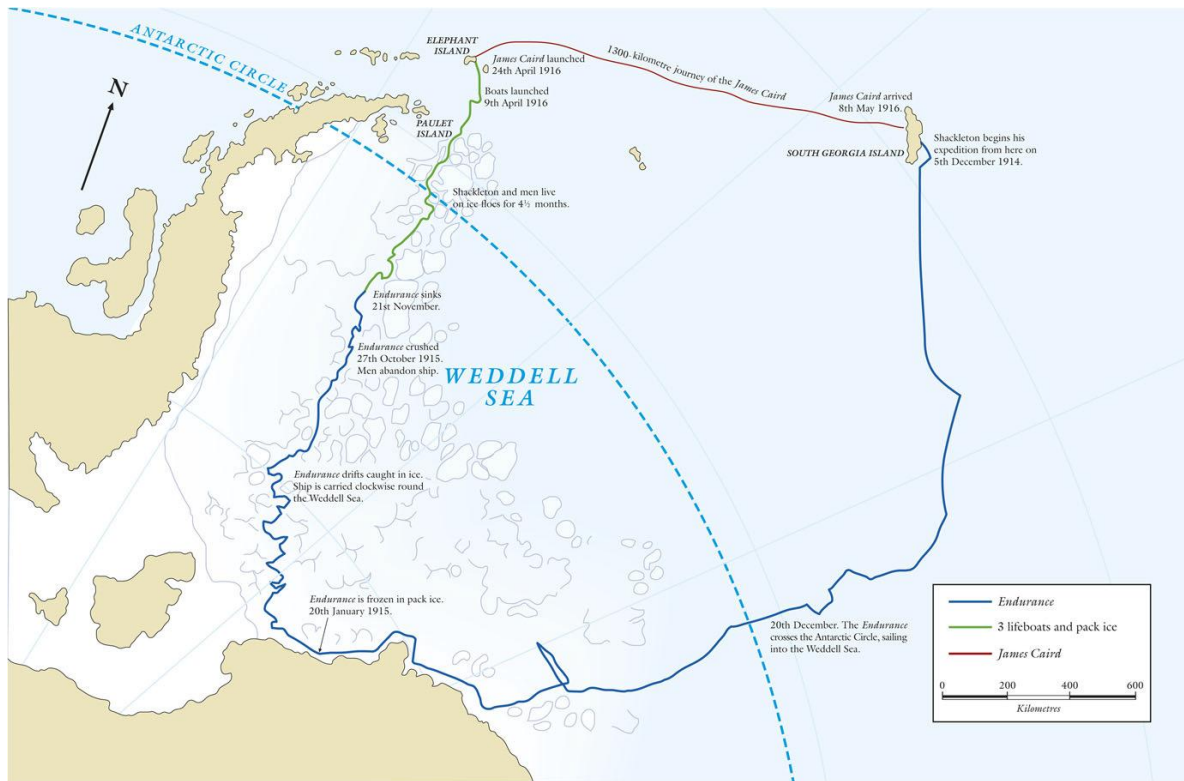 ANTARCTIC CIRCLE
N
ELEPHANT
ISLAND
James Caird launched
24th April 1916
Boats launched
9th April 1916
PAULET
ISLAND
1300-kilometre journey of the James Caird
James Caird arrived
8th May 1916.
SOUTH GEORGIA ISLAND
Shackleton begins his
expedition from here on
5th December 1914.
Shackleton and men live
on ice floes for 4½ months.
Endurance sinks
21st November.
Endurance crushed
27th October 1915.
Men abandon ship.
WEDDELL
SEA
Endurance drifts caught in ice.
Ship is carried clockwise round
the Weddell Sea.
Endurance is frozen in pack ice.
20th January 1915.
20th December. The Endurance
crosses the Antarctic Circle, sailing
into the Weddell Sea.
Endurance
3 lifeboats and pack ice
James Caird
0 200 400 600
Kilometres